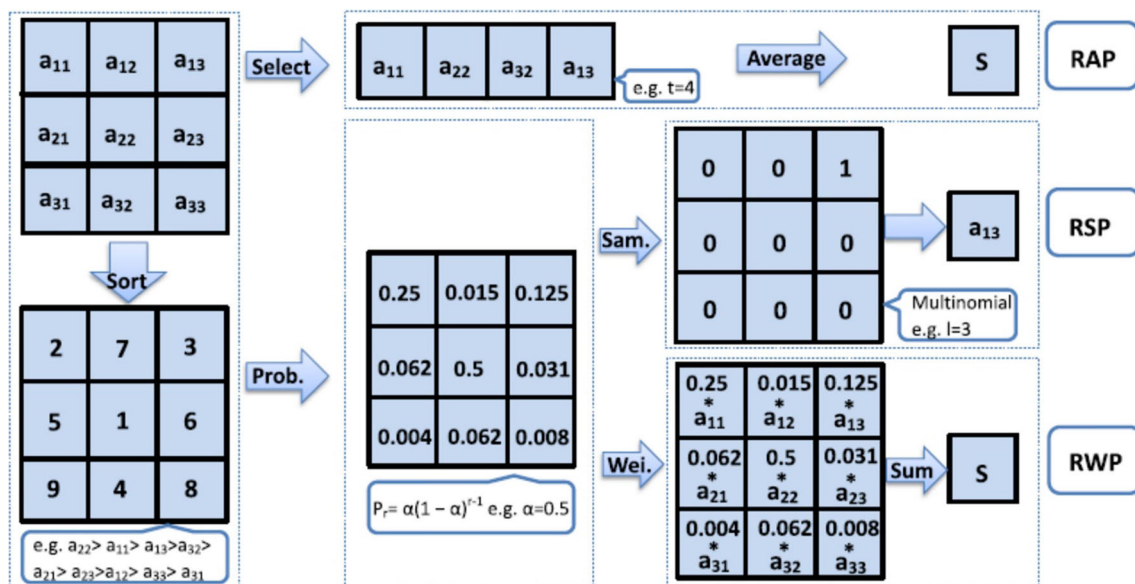 a11 a12 a13
a21 a22 a23
a31 a32 a33
Select
a11 a22 a32 a13
e.g. t=4
Average
S
RAP
Sort
2 7 3
5 1 6
9 4 8
e.g. a22> a11> a13>a32>
a21> a23>a12> a33> a31
Prob.
0.25 0.015 0.125
0.062 0.5 0.031
0.004 0.062 0.008
Pr= α(1 – α)r-1 e.g. α=0.5
Sam.
0 0 1
0 0 0
0 0 0
Multinomial
e.g. l=3
a13
RSP
Wei.
0.25 0.015 0.125
* * *
a11 a12 a13
0.062 0.5 0.031
* * *
a21 a22 a23
0.004 0.062 0.008
* * *
a31 a32 a33
Sum
S
RWP